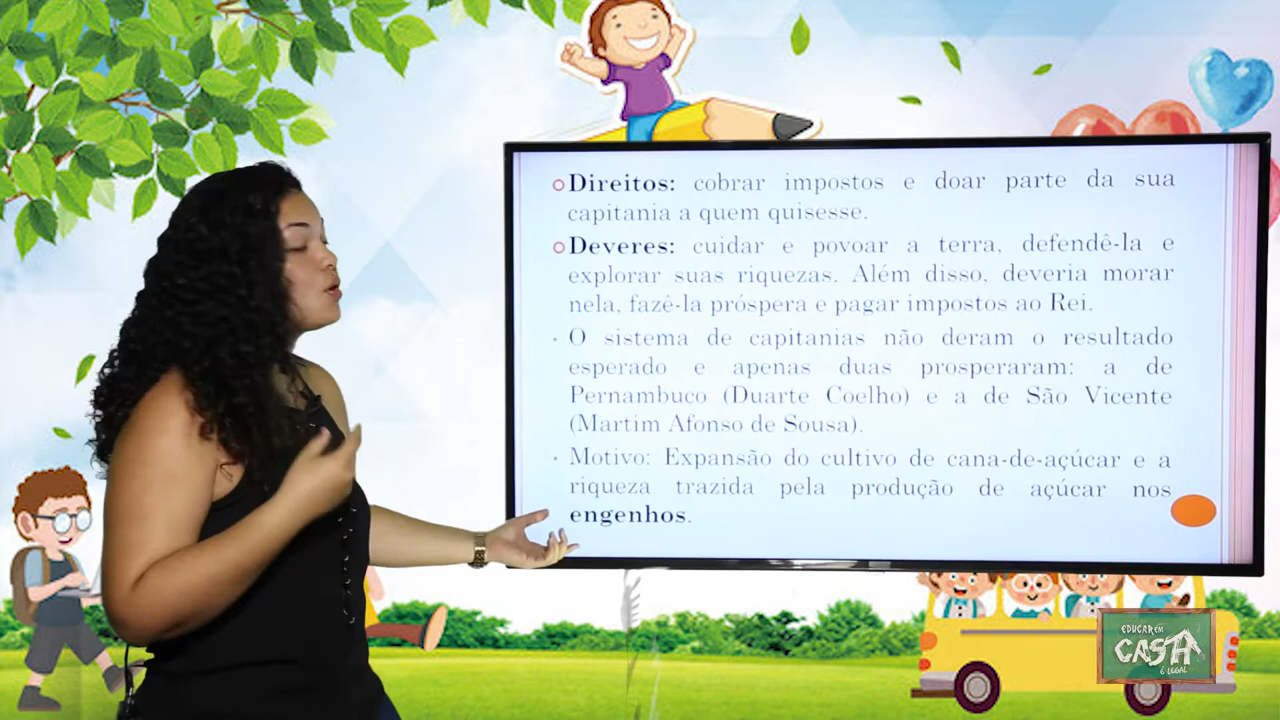 Direitos: cobrar impostos e doar parte da sua
capitania a quem quisesse.
Deveres: cuidar e povoar a terra, defendê-la e
explorar suas riquezas. Além disso, deveria morar
nela, fazê-la próspera e pagar impostos ao Rei.
• O sistema de capitanias não deram o resultado
esperado e apenas duas prosperaram: a de
Pernambuco (Duarte Coelho) e a de São Vicente
(Martim Afonso de Sousa).
• Motivo: Expansão do cultivo de cana-de-açúcar e a
riqueza trazida pela produção de açúcar nos
engenhos.
EDUCAR EM
CASA
É LEGAL